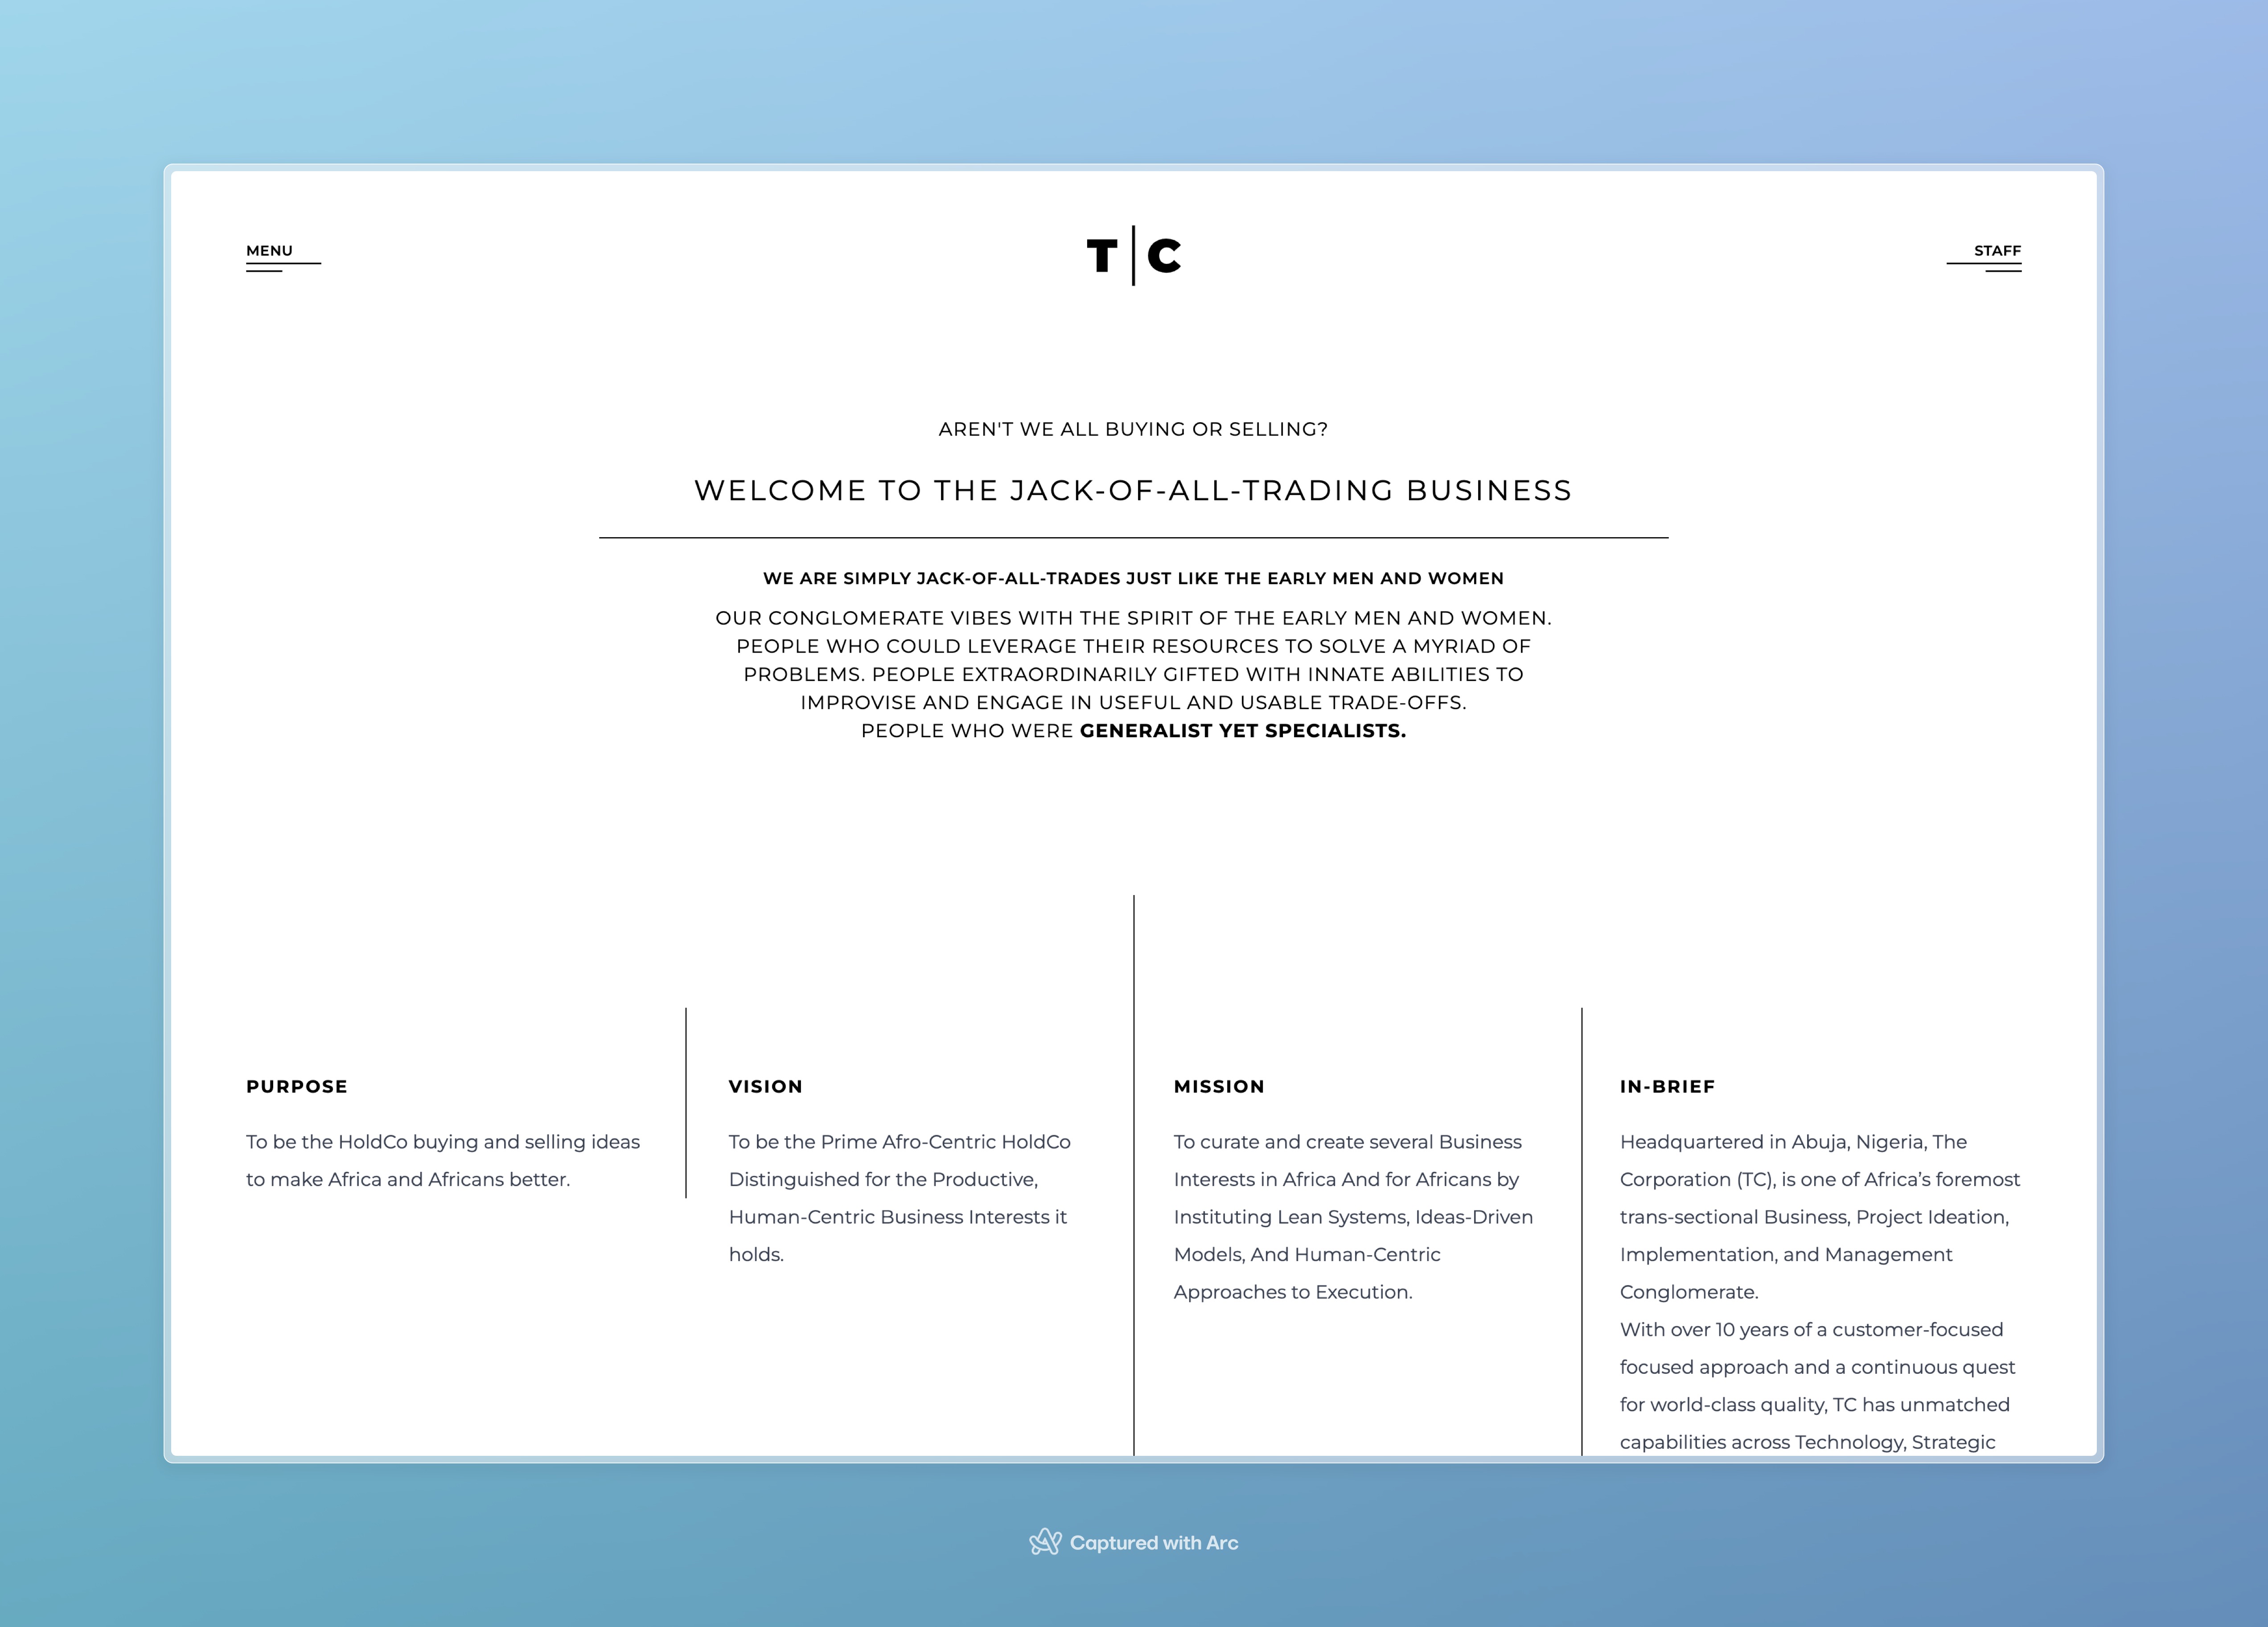 MENU
T|C
STAFF
AREN'T WE ALL BUYING OR SELLING?
WELCOME TO THE JACK-OF-ALL-TRADING BUSINESS
WE ARE SIMPLY JACK-OF-ALL-TRADES JUST LIKE THE EARLY MEN AND WOMEN
OUR CONGLOMERATE VIBES WITH THE SPIRIT OF THE EARLY MEN AND WOMEN.
PEOPLE WHO COULD LEVERAGE THEIR RESOURCES TO SOLVE A MYRIAD OF
PROBLEMS. PEOPLE EXTRAORDINARILY GIFTED WITH INNATE ABILITIES TO
IMPROVISE AND ENGAGE IN USEFUL AND USABLE TRADE-OFFS.
PEOPLE WHO WERE GENERALIST YET SPECIALISTS.
PURPOSE
To be the HoldCo buying and selling ideas
to make Africa and Africans better.
VISION
To be the Prime Afro-Centric HoldCo
Distinguished for the Productive,
Human-Centric Business Interests it
holds.
MISSION
To curate and create several Business
Interests in Africa And for Africans by
Instituting Lean Systems, Ideas-Driven
Models, And Human-Centric
Approaches to Execution.
IN-BRIEF
Headquartered in Abuja, Nigeria, The
Corporation (TC), is one of Africa’s foremost
trans-sectional Business, Project Ideation,
Implementation, and Management
Conglomerate.
With over 10 years of a customer-focused
focused approach and a continuous quest
for world-class quality, TC has unmatched
capabilities across Technology, Strategic
Captured with Arc